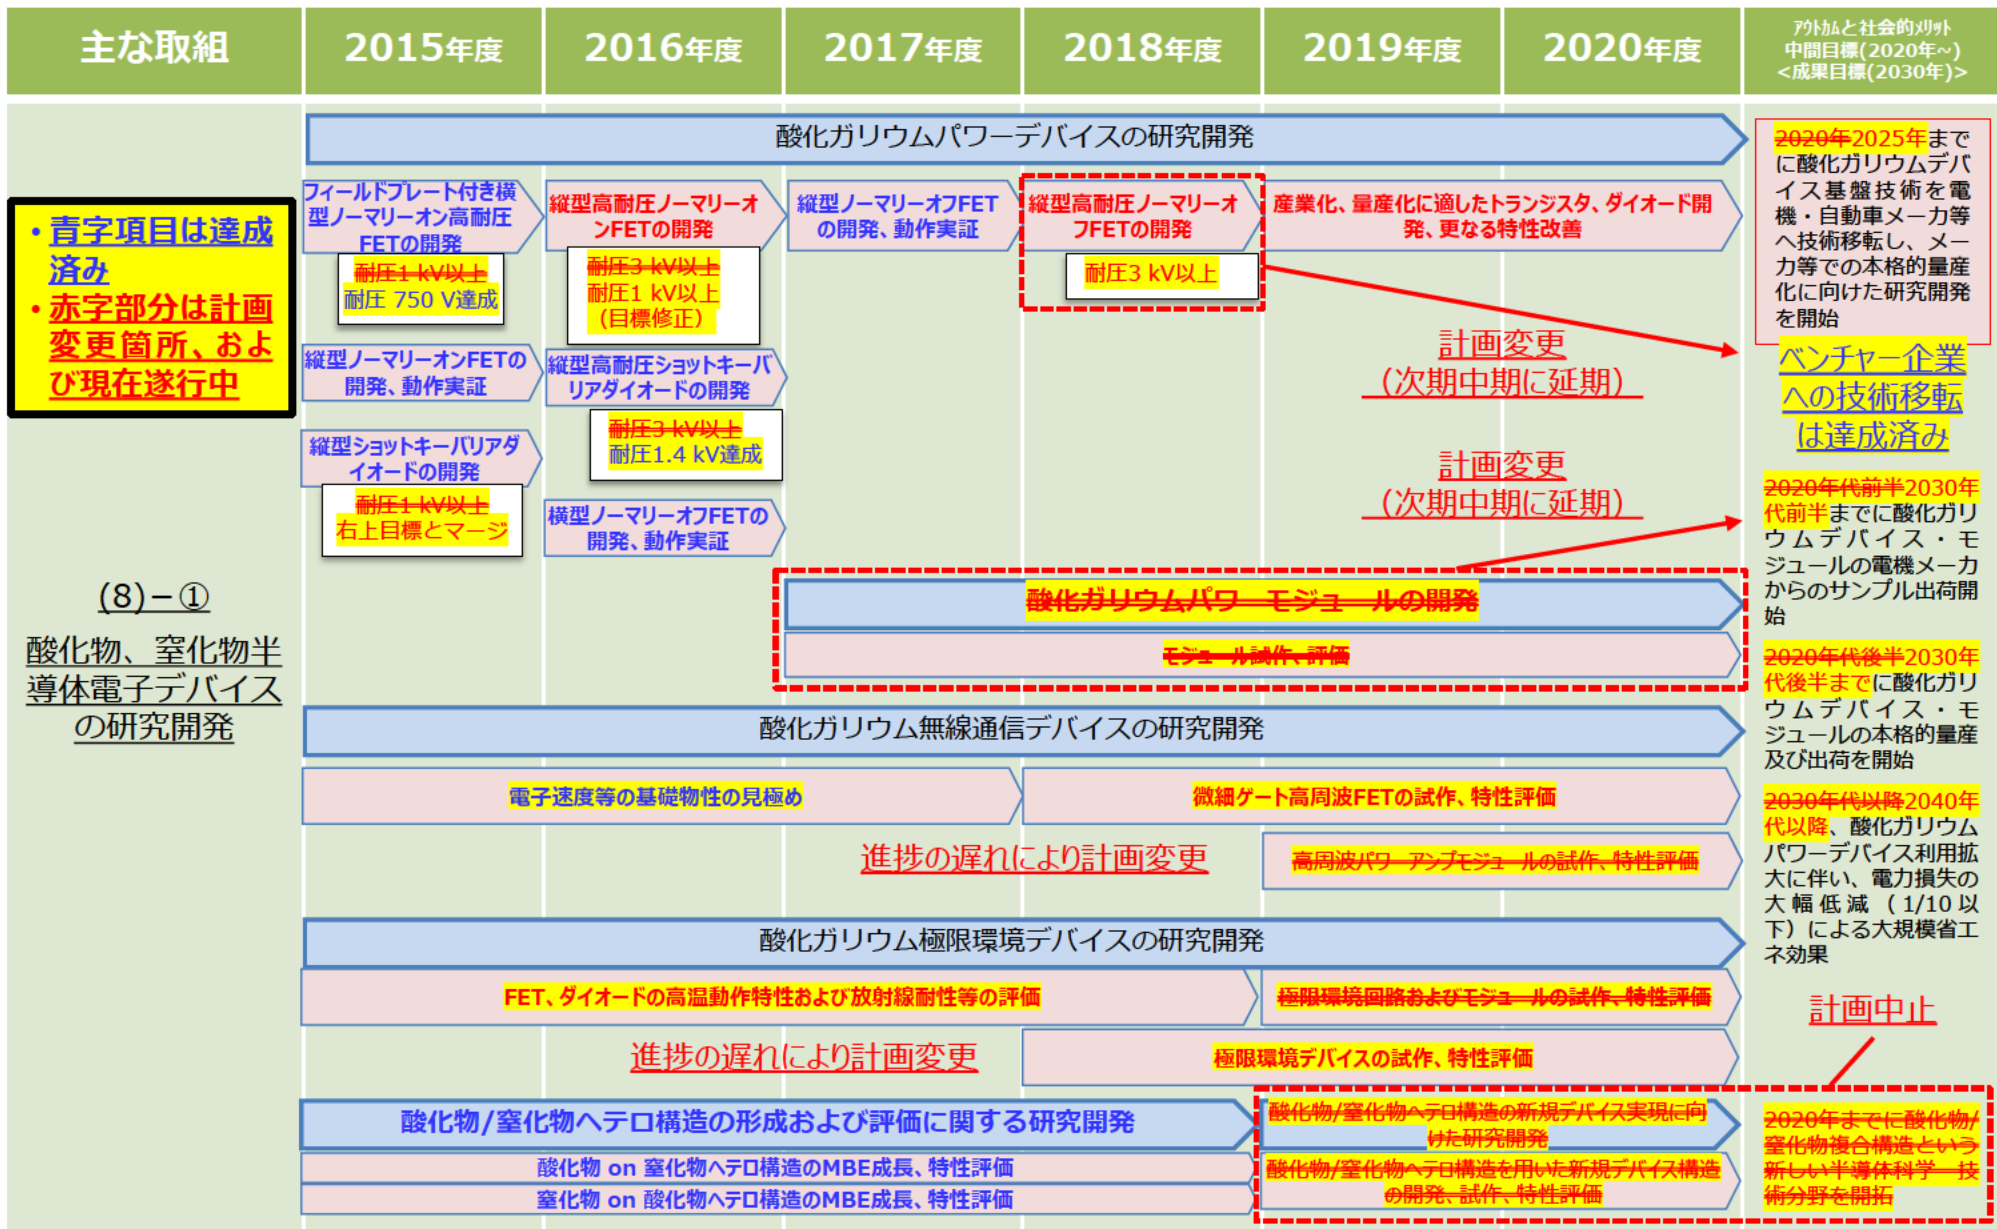 主な取組
2015年度
2016年度
2017年度
2018年度
2019年度
2020年度
アウトカムと社会的メリット
中間目標(2020年~)
<成果目標(2030年)>
・青字項目は達成
済み
・赤字部分は計画
変更箇所、およ
び現在遂行中
(8)－①
酸化物、窒化物半
導体電子デバイス
の研究開発
酸化ガリウムパワーデバイスの研究開発
フィールドプレート付き横
型ノーマリーオン高耐圧
FETの開発
耐圧1 kV以上
耐圧 750 V達成
縦型高耐圧ノーマリーオ
ンFETの開発
耐圧3 kV以上
耐圧1 kV以上
(目標修正）
縦型ノーマリーオフFET
の開発、動作実証
縦型高耐圧ノーマリーオ
フFETの開発
耐圧3 kV以上
産業化、量産化に適したトランジスタ、ダイオード開
発、更なる特性改善
計画変更
（次期中期に延期）
縦型ノーマリーオンFETの
開発、動作実証
縦型高耐圧ショットキーバ
リアダイオードの開発
耐圧3 kV以上
耐圧1.4 kV達成
縦型ショットキーバリアダ
イオードの開発
耐圧1 kV以上
右上目標とマージ
横型ノーマリーオフFETの
開発、動作実証
計画変更
（次期中期に延期）
酸化ガリウムパワーモジュールの開発
モジュール試作、評価
酸化ガリウム無線通信デバイスの研究開発
電子速度等の基礎物性の見極め
微細ゲート高周波FETの試作、特性評価
進捗の遅れにより計画変更
高周波パワーアンプモジュールの試作、特性評価
酸化ガリウム極限環境デバイスの研究開発
FET、ダイオードの高温動作特性および放射線耐性等の評価
極限環境回路およびモジュールの試作、特性評価
進捗の遅れにより計画変更
極限環境デバイスの試作、特性評価
酸化物/窒化物ヘテロ構造の形成および評価に関する研究開発
酸化物/窒化物ヘテロ構造の新規デバイス実現に向
けた研究開発
酸化物 on 窒化物ヘテロ構造のMBE成長、特性評価
窒化物 on 酸化物ヘテロ構造のMBE成長、特性評価
酸化物/窒化物ヘテロ構造を用いた新規デバイス構造
の開発、試作、特性評価
2020年2025年まで
に酸化ガリウムデバ
イス基盤技術を電
機・自動車メーカ等
へ技術移転し、メー
カ等での本格的量産
化に向けた研究開発
を開始
ベンチャー企業
への技術移転
は達成済み
2020年代前半2030年
代前半までに酸化ガリ
ウムデバイス・モ
ジュールの電機メーカ
からのサンプル出荷開
始
2020年代後半2030年
代後半までに酸化ガリ
ウムデバイス・モ
ジュールの本格的量産
及び出荷を開始
2030年代以降2040年
代以降、酸化ガリウム
パワーデバイス利用拡
大に伴い、電力損失の
大幅低減（1/10以
下）による大規模省エ
ネ効果
計画中止
2020年までに酸化物/
窒化物複合構造という
新しい半導体科学 技
術分野を開拓